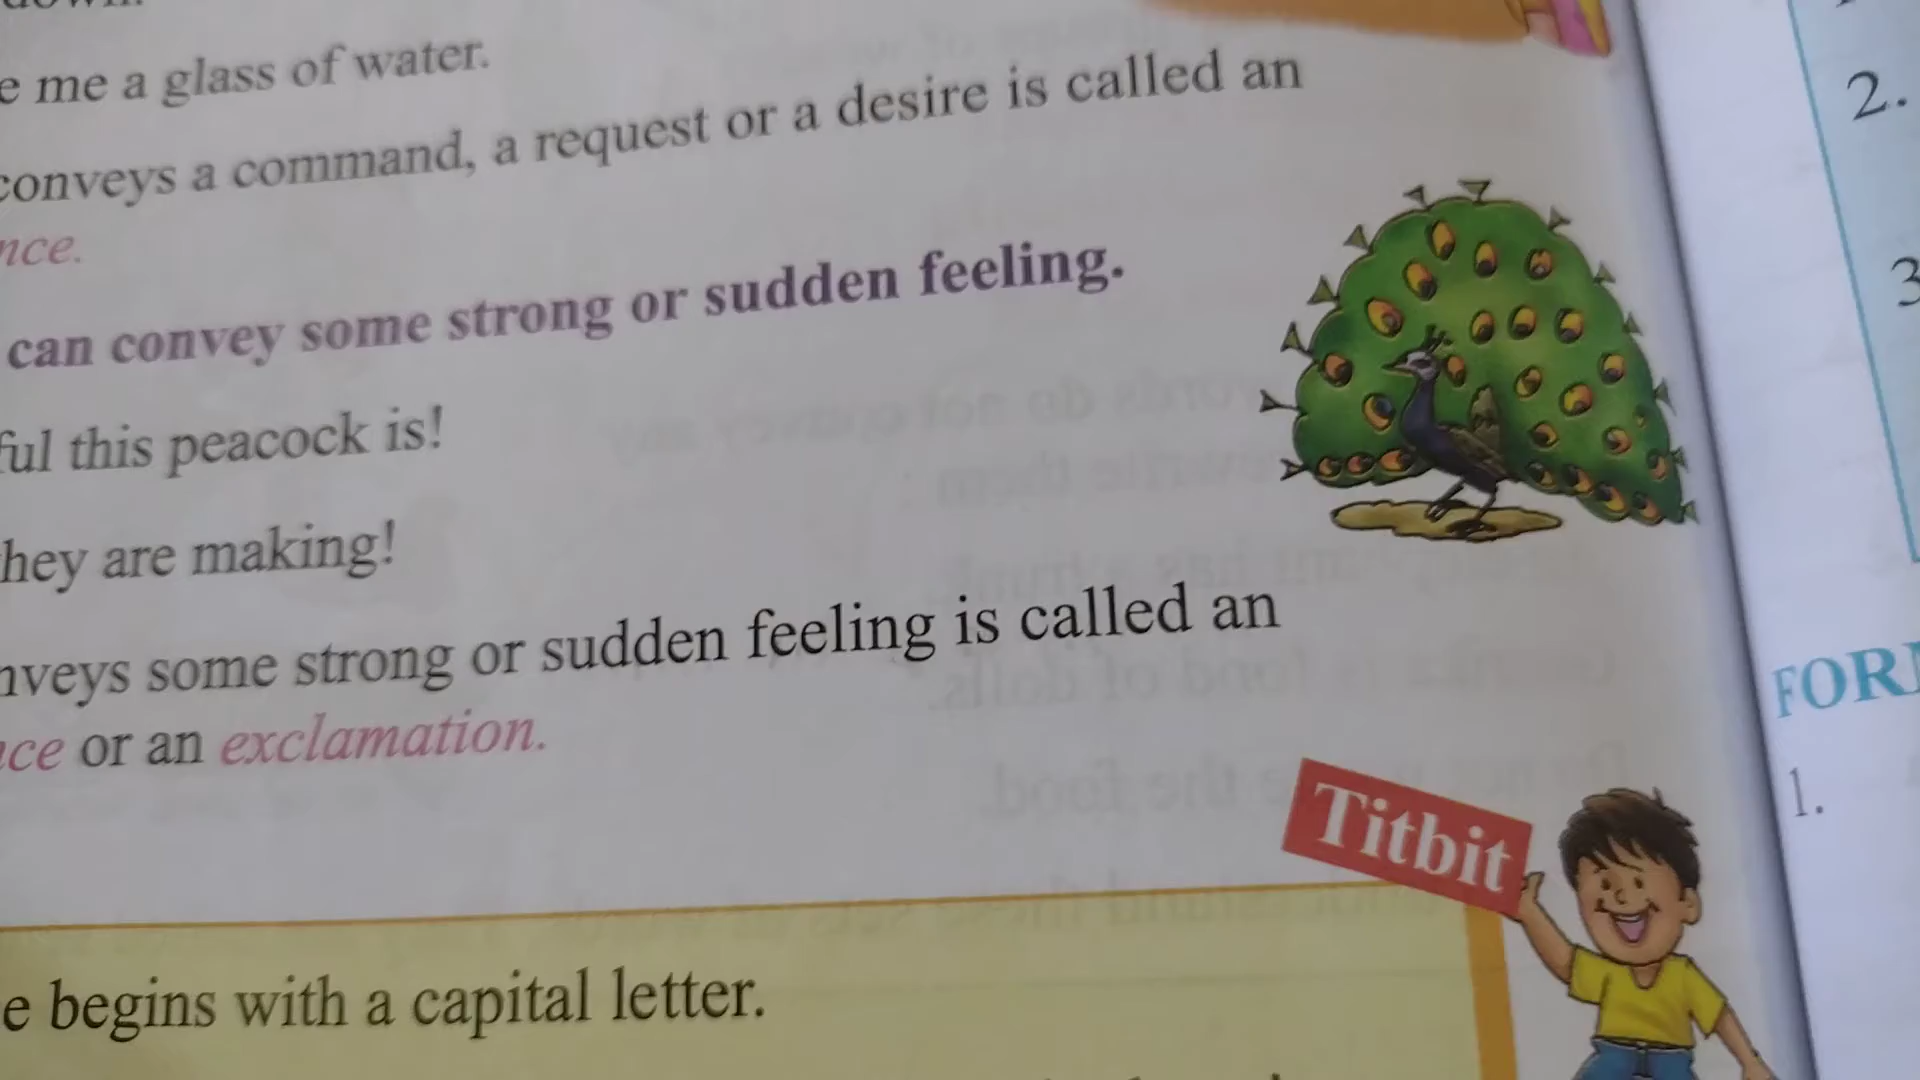 e me a glass of water.
conveys a command, a request or a desire is called an
nce.
can convey some strong or sudden feeling.
ful this peacock is!
they are making!
nveys some strong or sudden feeling is called an
nce or an exclamation.
Titbit
e begins with a capital letter.
2.
3
FOR
1.